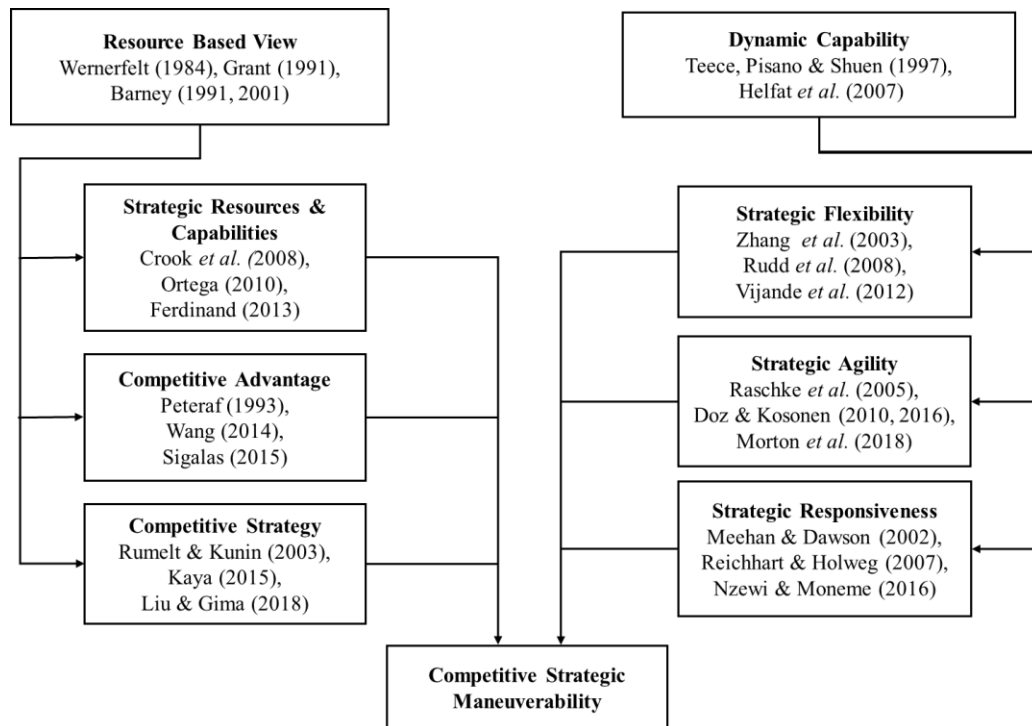 Resource Based View
Wernerfelt (1984), Grant (1991),
Barney (1991, 2001)
Dynamic Capability
Teece, Pisano & Shuen (1997),
Helfat et al. (2007)
Strategic Resources &
Capabilities
Crook et al. (2008),
Ortega (2010),
Ferdinand (2013)
Strategic Flexibility
Zhang et al. (2003),
Rudd et al. (2008),
Vijande et al. (2012)
Competitive Advantage
Peteraf (1993),
Wang (2014),
Sigalas (2015)
Strategic Agility
Raschke et al. (2005),
Doz & Kosonen (2010, 2016),
Morton et al. (2018)
Competitive Strategy
Rumelt & Kunin (2003),
Kaya (2015),
Liu & Gima (2018)
Strategic Responsiveness
Meehan & Dawson (2002),
Reichhart & Holweg (2007),
Nzewi & Moneme (2016)
Competitive Strategic
Maneuverability